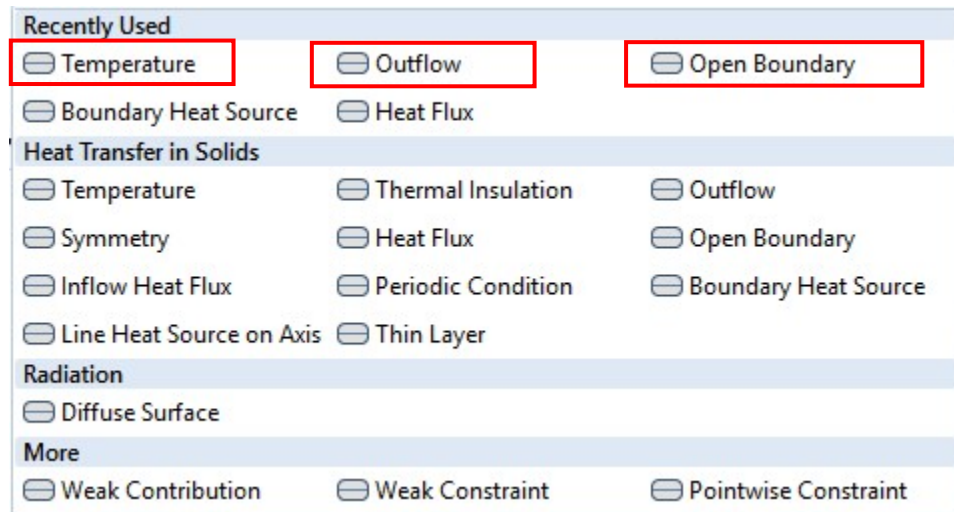 Recently Used
Temperature Outflow Open Boundary
Boundary Heat Source Heat Flux
Heat Transfer in Solids
Temperature Thermal Insulation Outflow
Symmetry Heat Flux Open Boundary
Inflow Heat Flux Periodic Condition Boundary Heat Source
Line Heat Source on Axis Thin Layer
Radiation
Diffuse Surface
More
Weak Contribution Weak Constraint Pointwise Constraint